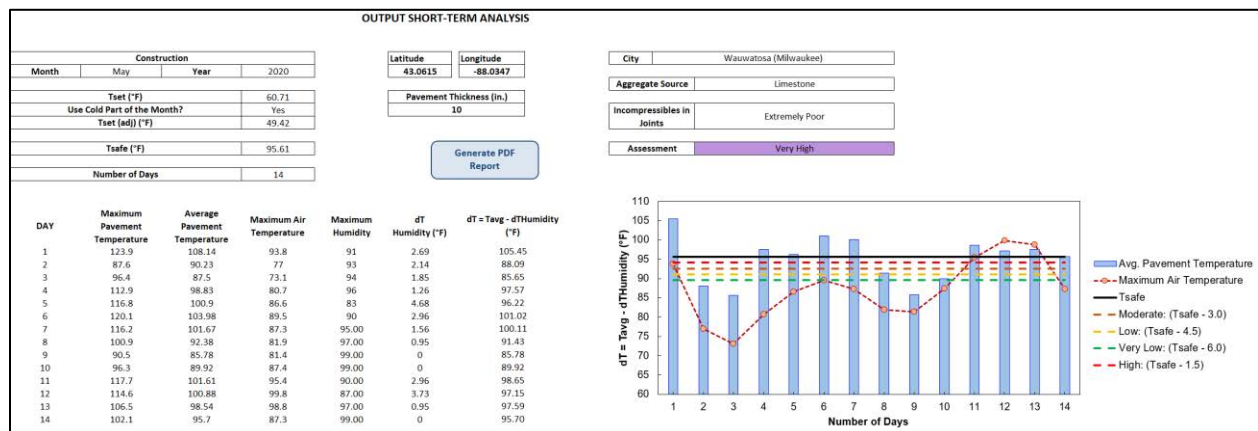 OUTPUT SHORT-TERM ANALYSIS
Construction
Month May Year 2020
Tset (°F) 60.71
Use Cold Part of the Month? Yes
Tset (adj) (°F) 49.42
Tsafe (°F) 95.61
Number of Days 14
Latitude Longitude
43.0615 -88.0347
Pavement Thickness (in.)
10
Generate PDF
Report
City Wauwatosa (Milwaukee)
Aggregate Source Limestone
Incompressibles in
Joints Extremely Poor
Assessment Very High
DAY Maximum Pavement Temperature Average Pavement Temperature Maximum Air Temperature Maximum Humidity dT Humidity (°F) dT = Tavg - dTHumidity (°F)
1 123.9 108.14 93.8 91 2.69 105.45
2 87.6 90.23 77 93 2.14 88.09
3 96.4 87.5 73.1 94 1.85 85.65
4 112.9 98.83 80.7 96 1.26 97.57
5 116.8 100.9 86.6 83 4.68 96.22
6 120.1 103.98 89.5 90 2.96 101.02
7 116.2 101.67 87.3 95.00 1.56 100.11
8 100.9 92.38 81.9 97.00 0.95 91.43
9 90.5 85.78 81.4 99.00 0 85.78
10 96.3 89.92 87.4 99.00 0 89.92
11 117.7 101.61 95.4 90.00 2.96 98.65
12 114.6 100.88 99.8 87.00 3.73 97.15
13 106.5 98.54 98.8 97.00 0.95 97.59
14 102.1 95.7 87.3 99.00 0 95.70
dT = Tavg - dTHumidity (°F)
110
105
100
95
90
85
80
75
70
65
60
1 2 3 4 5 6 7 8 9 10 11 12 13 14
Number of Days
Avg. Pavement Temperature
Maximum Air Temperature
Tsafe
Moderate: (Tsafe - 3.0)
Low: (Tsafe - 4.5)
Very Low: (Tsafe - 6.0)
High: (Tsafe - 1.5)